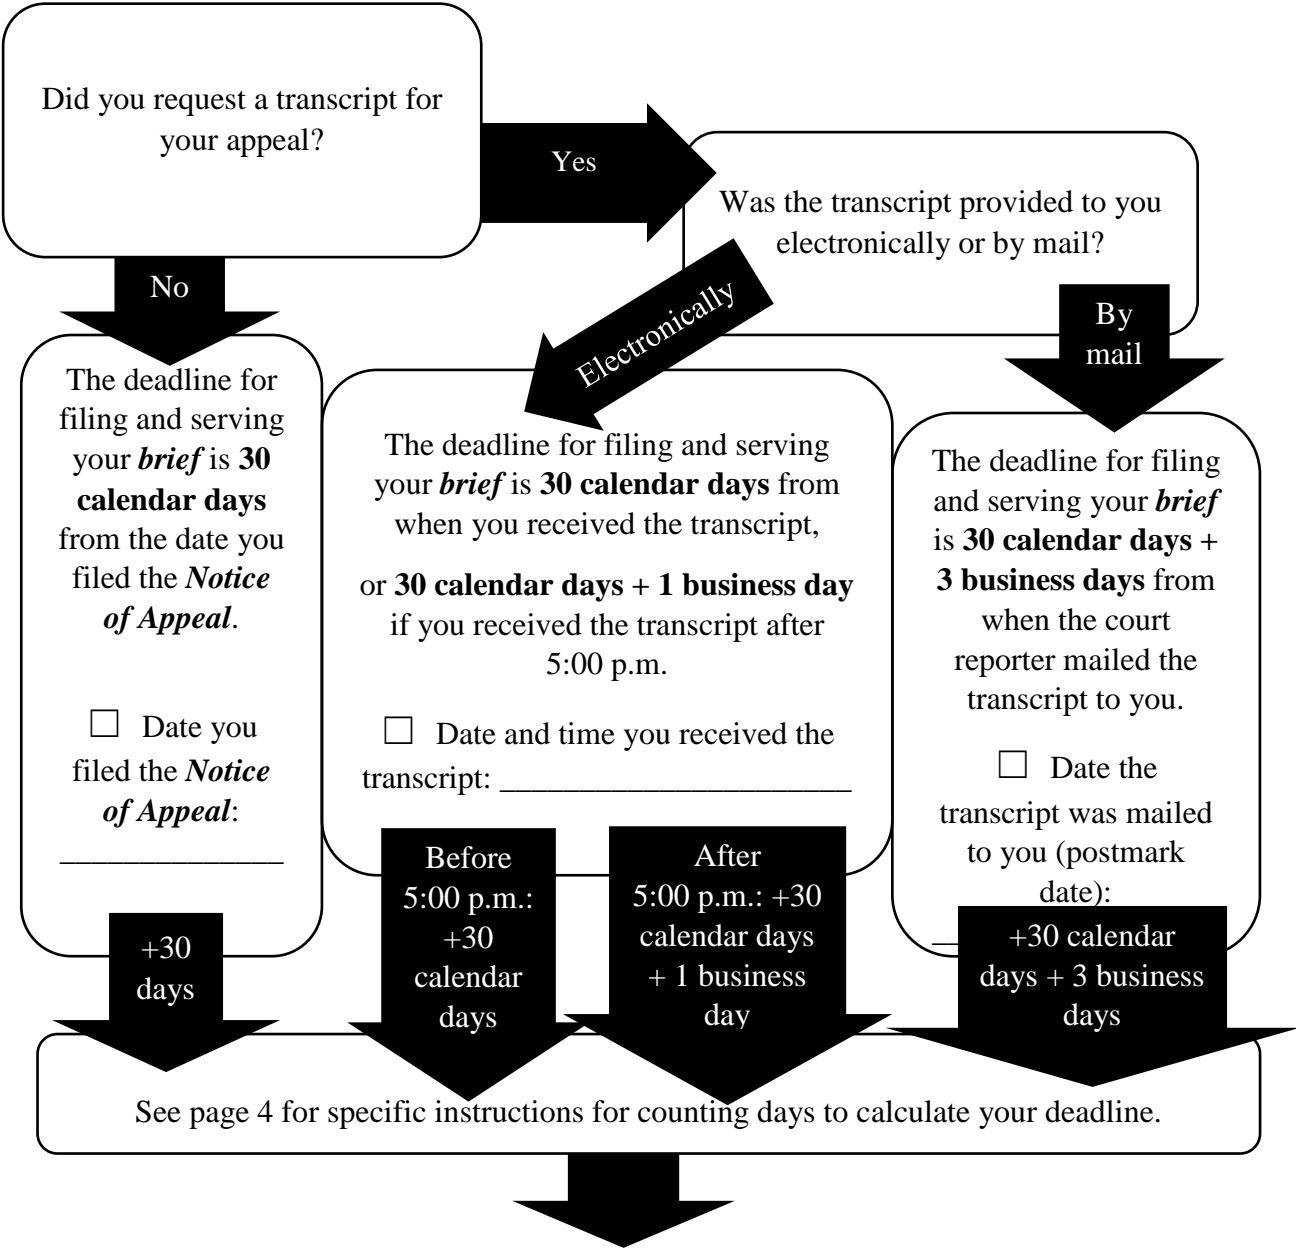 Did you request a transcript for
your appeal?
Yes
Was the transcript provided to you
electronically or by mail?
No
Electronically
By
mail
The deadline for
filing and serving
your brief is 30
calendar days
from the date you
filed the Notice
of Appeal.
☐ Date you
filed the Notice
of Appeal:
______________
The deadline for filing and serving
your brief is 30 calendar days from
when you received the transcript,
or 30 calendar days + 1 business day
if you received the transcript after
5:00 p.m.
☐ Date and time you received the
transcript: ______________________
The deadline for filing
and serving your brief
is 30 calendar days +
3 business days from
when the court
reporter mailed the
transcript to you.
☐ Date the
transcript was mailed
to you (postmark
date):
+30
days
Before
5:00 p.m.:
+30
calendar
days
After
5:00 p.m.: +30
calendar days
+ 1 business
day
+30 calendar
days + 3 business
days
See page 4 for specific instructions for counting days to calculate your deadline.